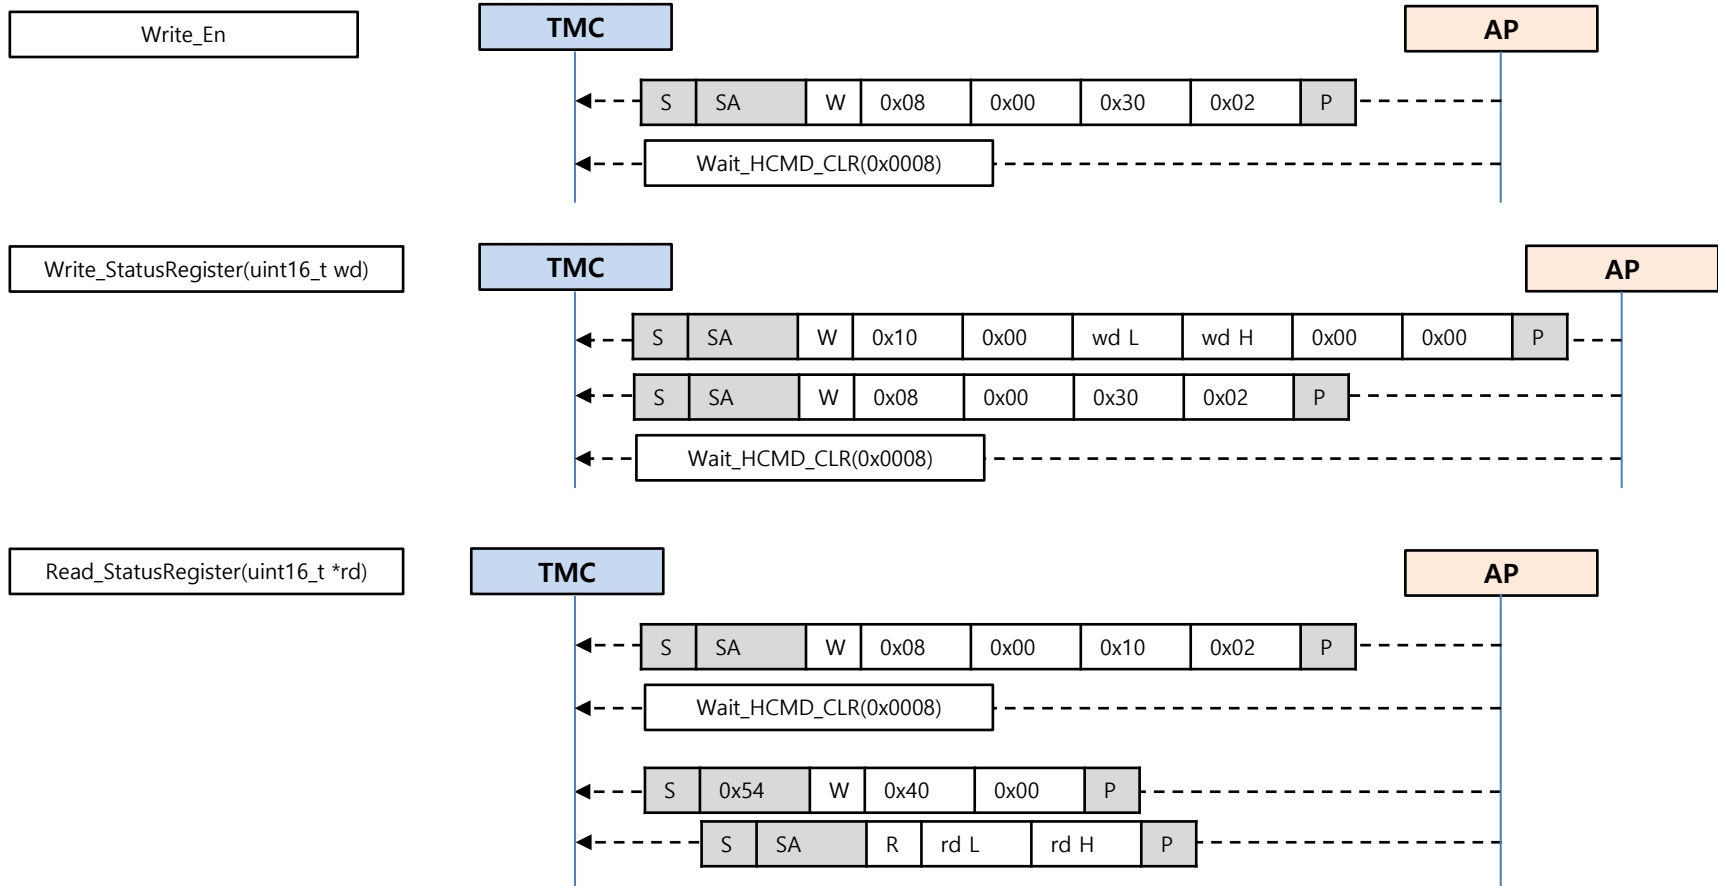 Write_En
TMC
AP
S SA W 0x08 0x00 0x30 0x02 P
Wait_HCMD_CLR(0x0008)
Write_StatusRegister(uint16_t wd)
TMC
AP
S SA W 0x10 0x00 wd L wd H 0x00 0x00 P
S SA W 0x08 0x00 0x30 0x02 P
Wait_HCMD_CLR(0x0008)
Read_StatusRegister(uint16_t *rd)
TMC
AP
S SA W 0x08 0x00 0x10 0x02 P
Wait_HCMD_CLR(0x0008)
S 0x54 W 0x40 0x00 P
S SA R rd L rd H P